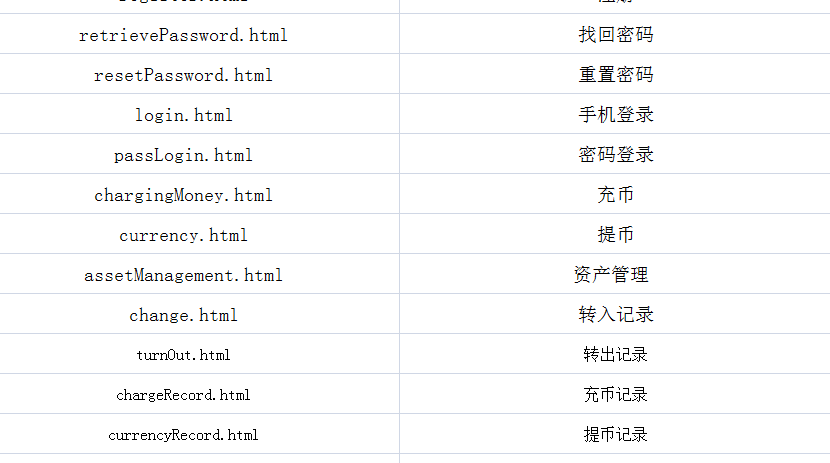 retrievePassword.html 找回密码
resetPassword.html 重置密码
login.html 手机登录
passLogin.html 密码登录
chargingMoney.html 充币
currency.html 提币
assetManagement.html 资产管理
change.html 转入记录
turnOut.html 转出记录
chargeRecord.html 充币记录
currencyRecord.html 提币记录